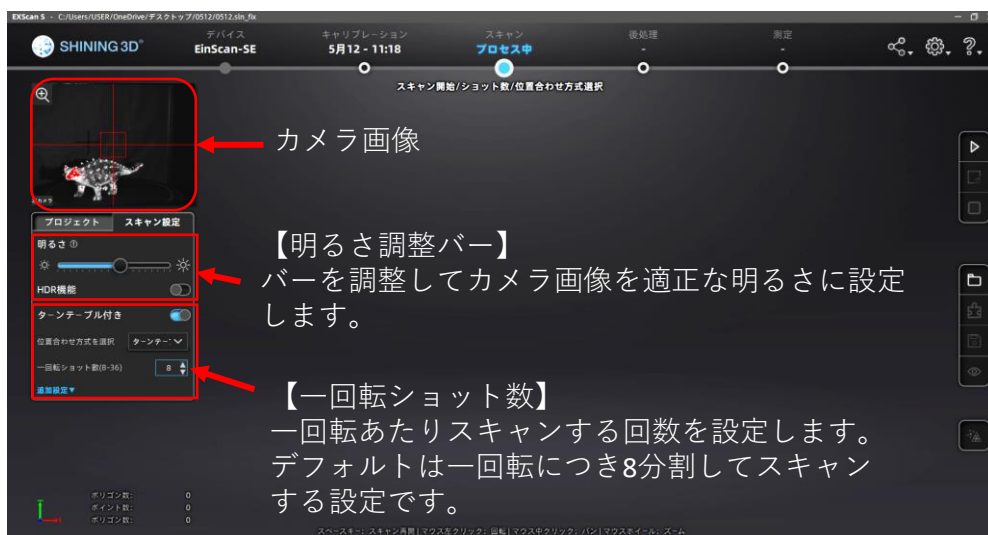 EXScan S - C:/Users/USER/OneDrive/デスクトップ/0512/0512.sln_fix
SHINING 3D®
デバイス
EinScan-SE
キャリブレーション
5月12 - 11:18
スキャン
プロセス中
後処理
-
測定
-
スキャン開始/ショット数/位置合わせ方式選択
カメラ画像
プロジェクト
スキャン設定
明るさ
HDR機能
【明るさ調整バー】
バーを調整してカメラ画像を適正な明るさに設定
します。
ターンテーブル付き
位置合わせ方式を選択
ターンテー
一回転ショット数(8-36)
8
追加設定▼
【一回転ショット数】
一回転あたりスキャンする回数を設定します。
デフォルトは一回転につき8分割してスキャン
する設定です。
ポリゴン数: 0
ポイント数: 0
ポリゴン数: 0
スペースキー: スキャン再開|マウス左クリック: 回転|マウス中クリック: パン|マウスホイール: ズーム